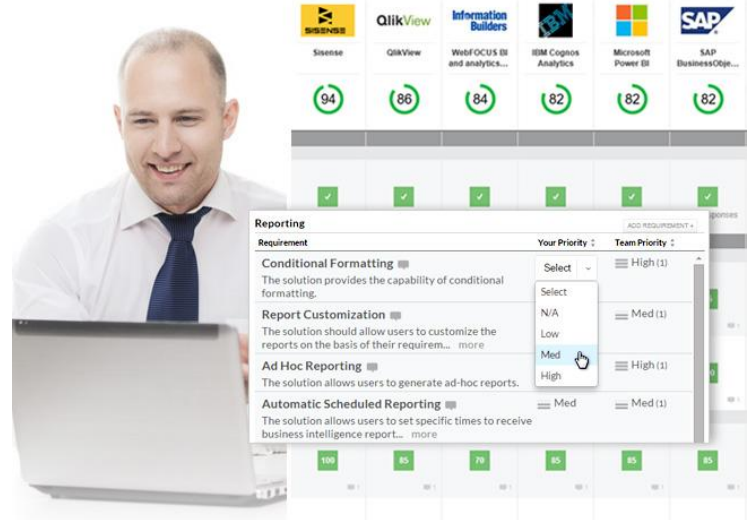 SISENSE
QlikView
Information
Builders
IBM
SAP
Sisense
QlikView
WebFOCUS BI
and analytics...
IBM Cognos
Analytics
Microsoft
Power BI
SAP
BusinessObje...
94
86
84
82
82
82
ponses
Reporting
ADD REQUIREMENT +
Requirement
Your Priority
Team Priority
Conditional Formatting
The solution provides the capability of conditional
formatting.
Select
High (1)
Select
N/A
Low
Med
High
Report Customization
The solution should allow users to customize the
reports on the basis of their requirem... more
Med (1)
Ad Hoc Reporting
The solution allows users to generate ad-hoc reports.
High (1)
Automatic Scheduled Reporting
The solution allows users to set specific times to receive
business intelligence report... more
Med
Med (1)
100
85
70
85
85
85